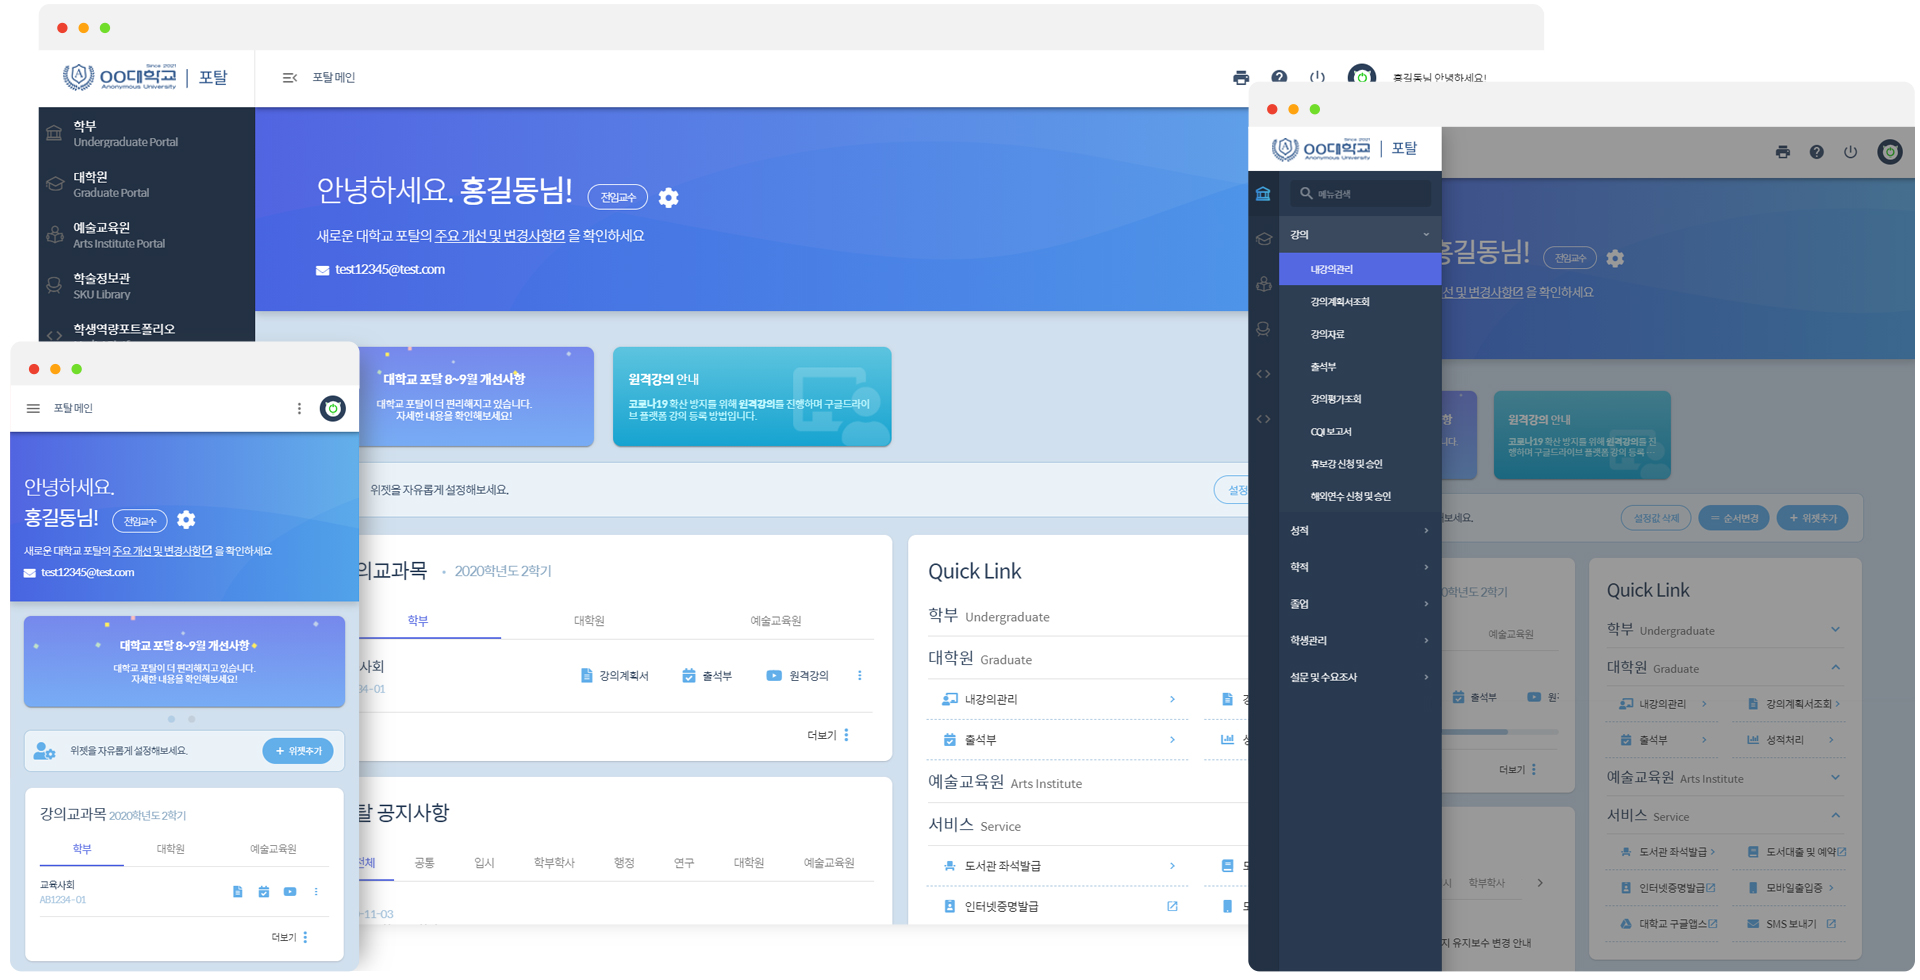 Since 2021
OO대학교
Anonymous University
포탈
포탈 메인
홍길동님 안녕하세요!
학부
Undergraduate Portal
대학원
Graduate Portal
예술교육원
Arts Institute Portal
학술정보관
SKU Library
학생역량포트폴리오
안녕하세요. 홍길동님!
전임교수
새로운 대학교 포탈의 주요 개선 및 변경사항 을 확인하세요
test12345@test.com
대학교 포탈 8~9월 개선사항
대학교 포탈이 더 편리해지고 있습니다.
자세한 내용을 확인해보세요!
원격강의 안내
코로나19 확산 방지를 위해 원격강의를 진행하며 구글드라이
브 플랫폼 강의 등록 방법입니다.
위젯을 자유롭게 설정해보세요.
설정
의교과목
2020학년도 2학기
학부
대학원
예술교육원
사회
34-01
강의계획서
출석부
원격강의
더보기
탈 공지사항
전체
공통
입시
학부학사
행정
연구
대학원
예술교육원
-11-03
Quick Link
학부 Undergraduate
대학원 Graduate
내강의관리
출석부
예술교육원 Arts Institute
서비스 Service
도서관 좌석발급
인터넷증명발급
포탈 메인
안녕하세요.
홍길동님!
전임교수
새로운 대학교 포탈의 주요 개선 및 변경사항 을 확인하세요
test12345@test.com
대학교 포탈 8~9월 개선사항
대학교 포탈이 더 편리해지고 있습니다.
자세한 내용을 확인해보세요!
위젯을 자유롭게 설정해보세요.
+ 위젯추가
강의교과목 2020학년도 2학기
학부
대학원
예술교육원
교육사회
AB1234-01
더보기
Since 2021
OO대학교
Anonymous University
포탈
메뉴검색
강의
내강의관리
강의계획서조회
강의자료
출석부
강의평가조회
CQI 보고서
휴보강 신청 및 승인
해외연수 신청 및 승인
성적
학적
졸업
학생관리
설문 및 수요조사
홍길동님!
전임교수
선 및 변경사항 을 확인하세요
항
니다.
원격강의 안내
코로나19 확산 방지를 위해 원격강의를 진
행하며 구글드라이브 플랫폼 강의 등록 ...
보세요.
설정값 삭제
순서변경
+ 위젯추가
0학년도 2학기
예술교육원
출석부
원
더보기
시
학부학사
지 유지보수 변경 안내
Quick Link
학부 Undergraduate
대학원 Graduate
내강의관리
강의계획서조회
출석부
성적처리
예술교육원 Arts Institute
서비스 Service
도서관 좌석발급
도서대출 및 예약
인터넷증명발급
모바일출입증
대학교 구글앱스
SMS 보내기